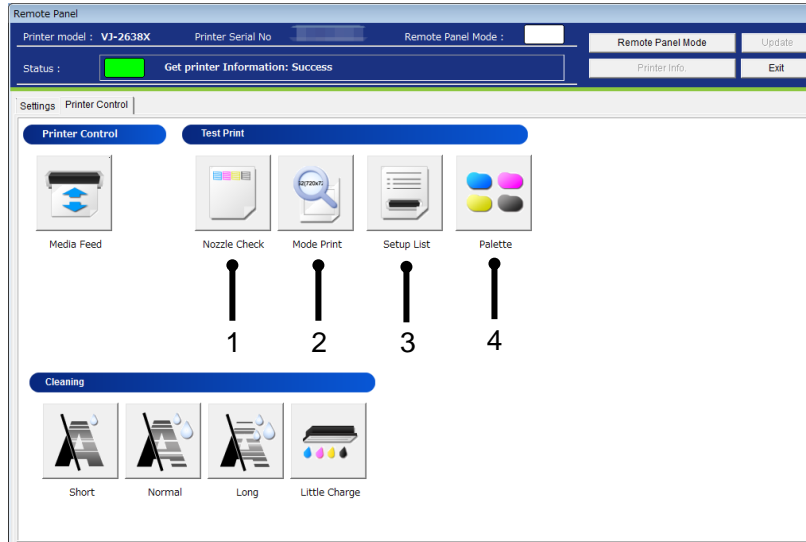 Remote Panel
Printer model : VJ-2638X Printer Serial No Remote Panel Mode :
Remote Panel Mode Update
Status : Get printer Information: Success
Printer Info. Exit
Settings Printer Control
Printer Control Test Print
Media Feed Nozzle Check Mode Print Setup List Palette
1 2 3 4
Cleaning
Short Normal Long Little Charge